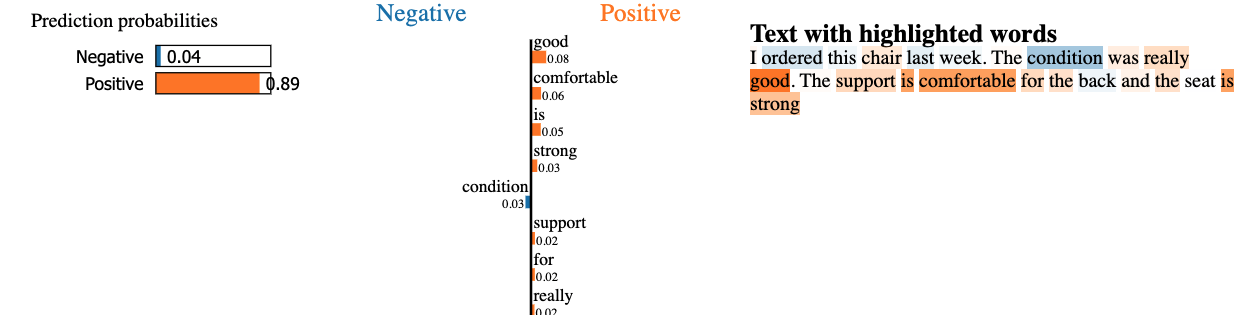 Prediction probabilities
Negative 0.04
Positive 0.89
Negative Positive
good
0.08
comfortable
0.06
is
0.05
strong
0.03
condition
0.03
support
0.02
for
0.02
really
0.02
Text with highlighted words
I ordered this chair last week. The condition was really
good. The support is comfortable for the back and the seat is
strong